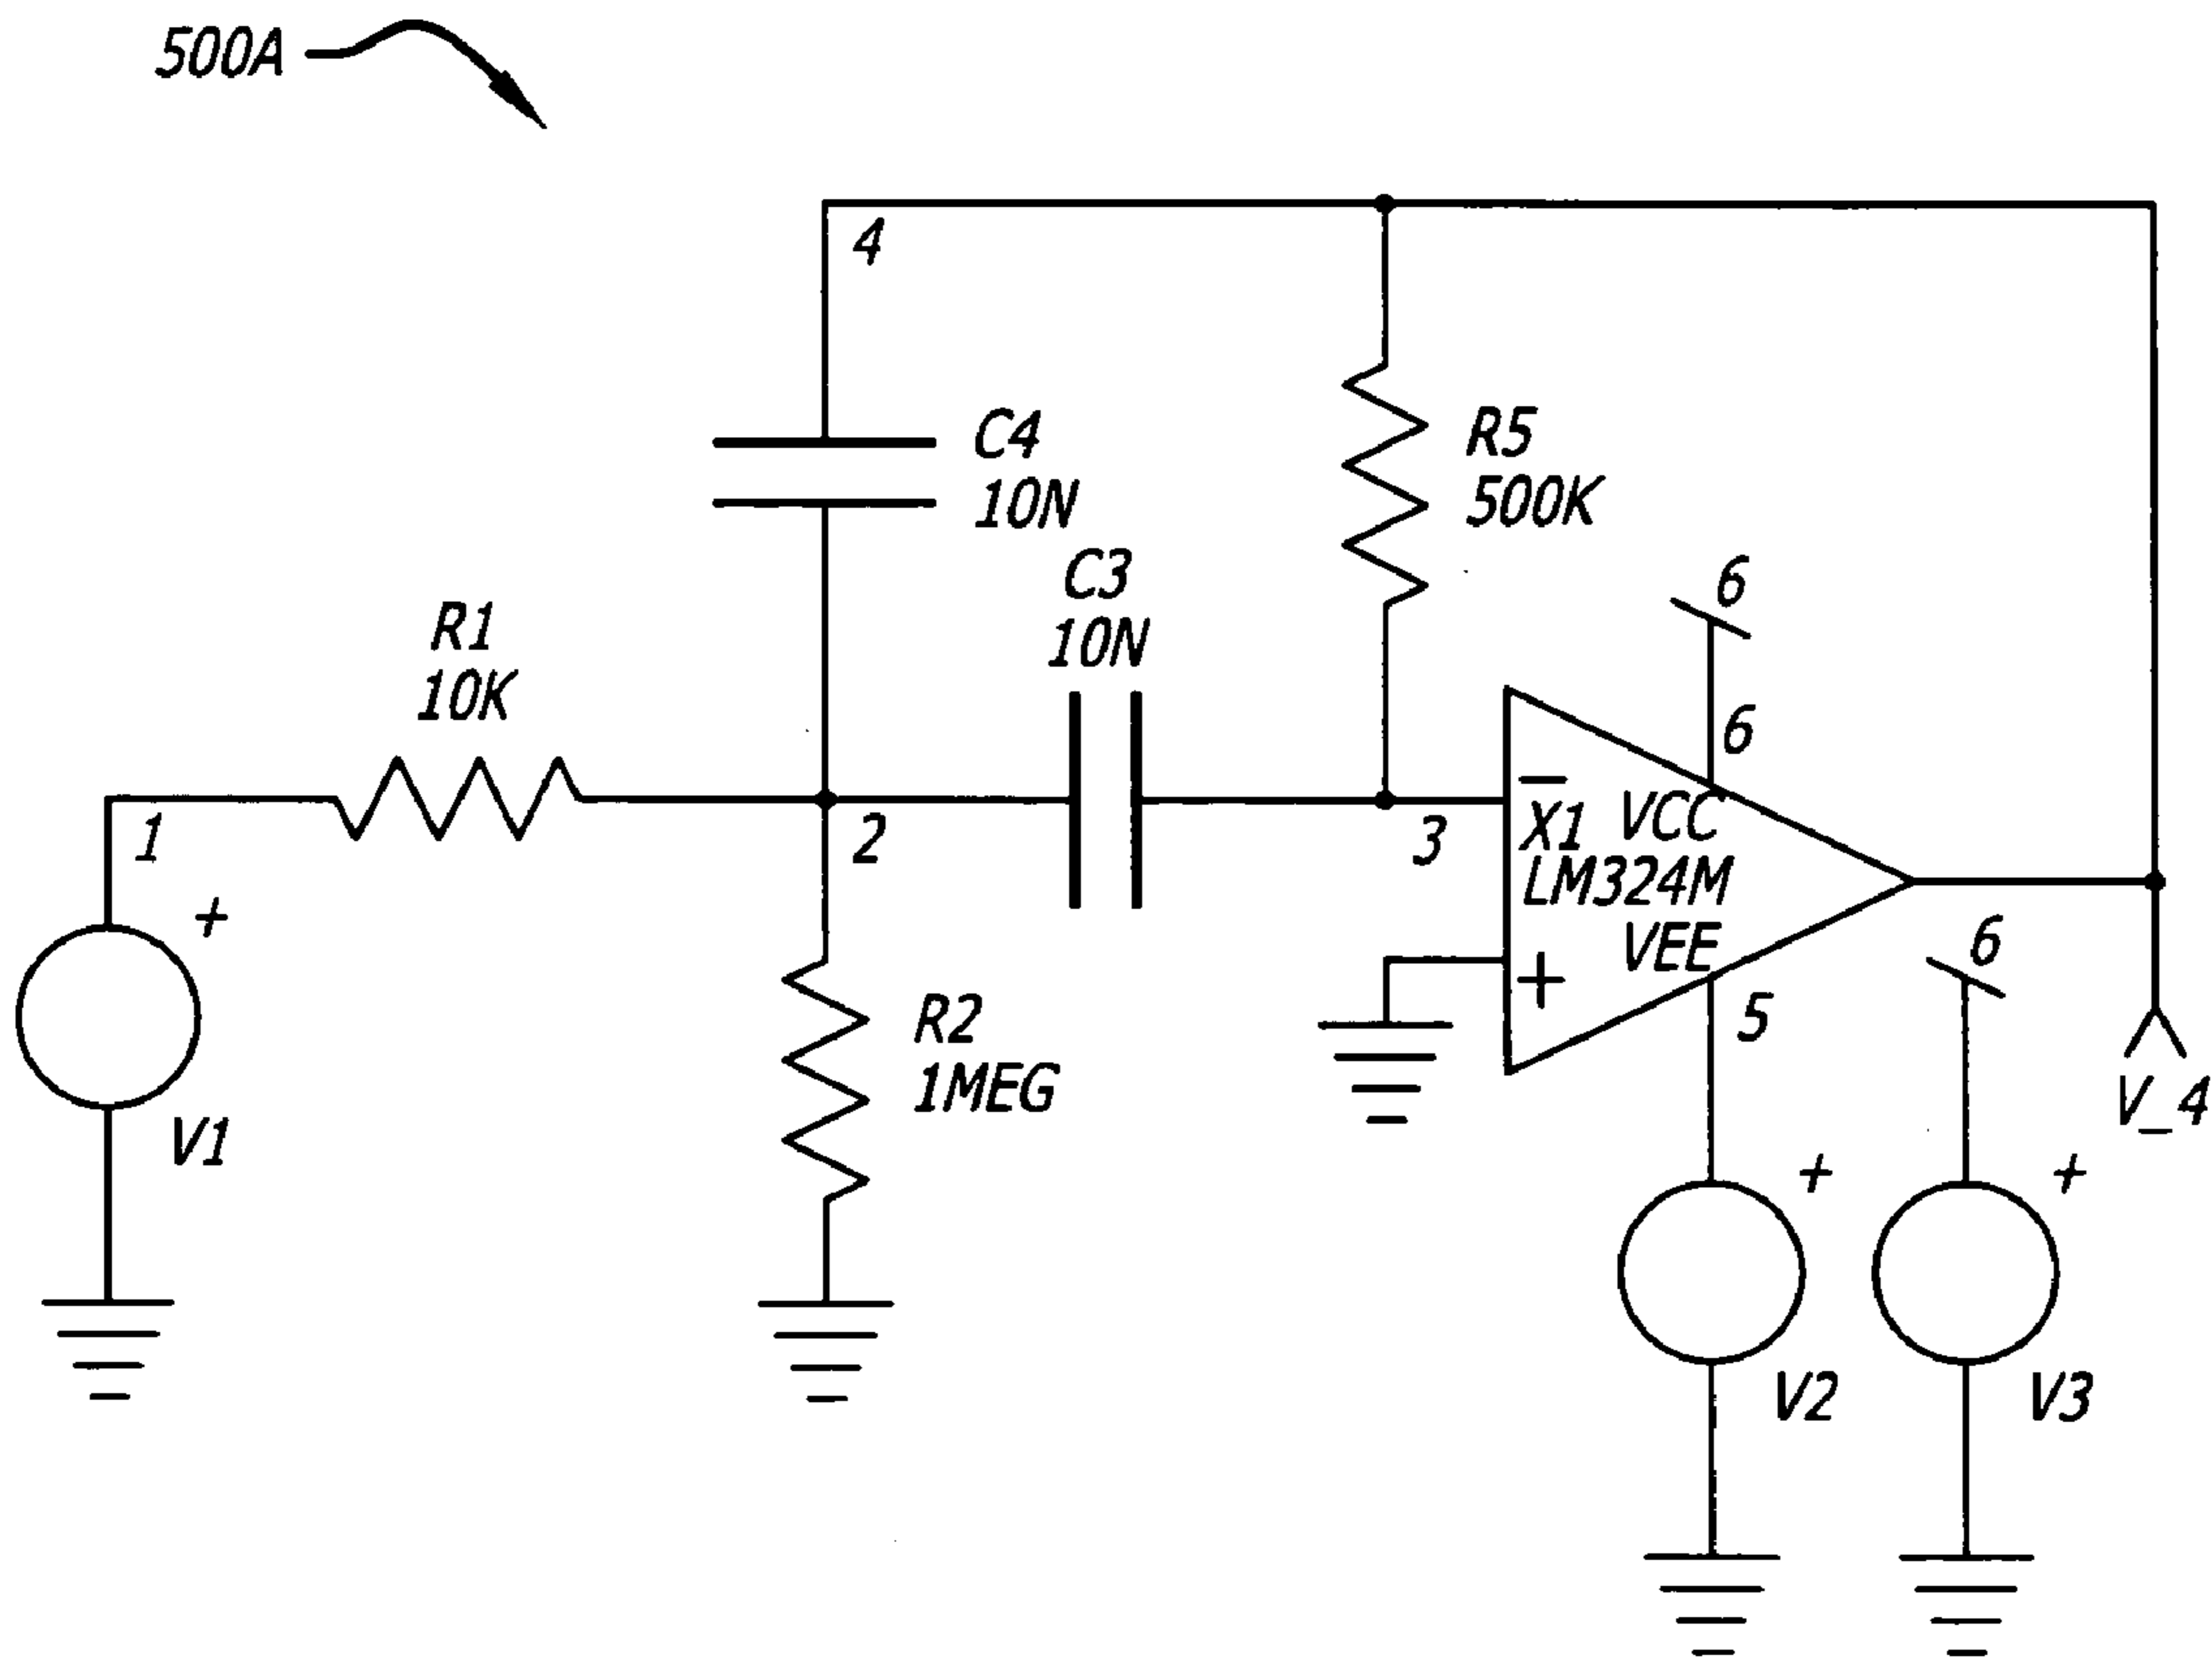 500A
4
C4
10N
R5
500K
C3
10N
6
R1
10K
6
1
2
3
X1
VCC
LM324M
VEE
+
–
+
6
R2
1MEG
5
V_4
V1
+
+
V2
V3